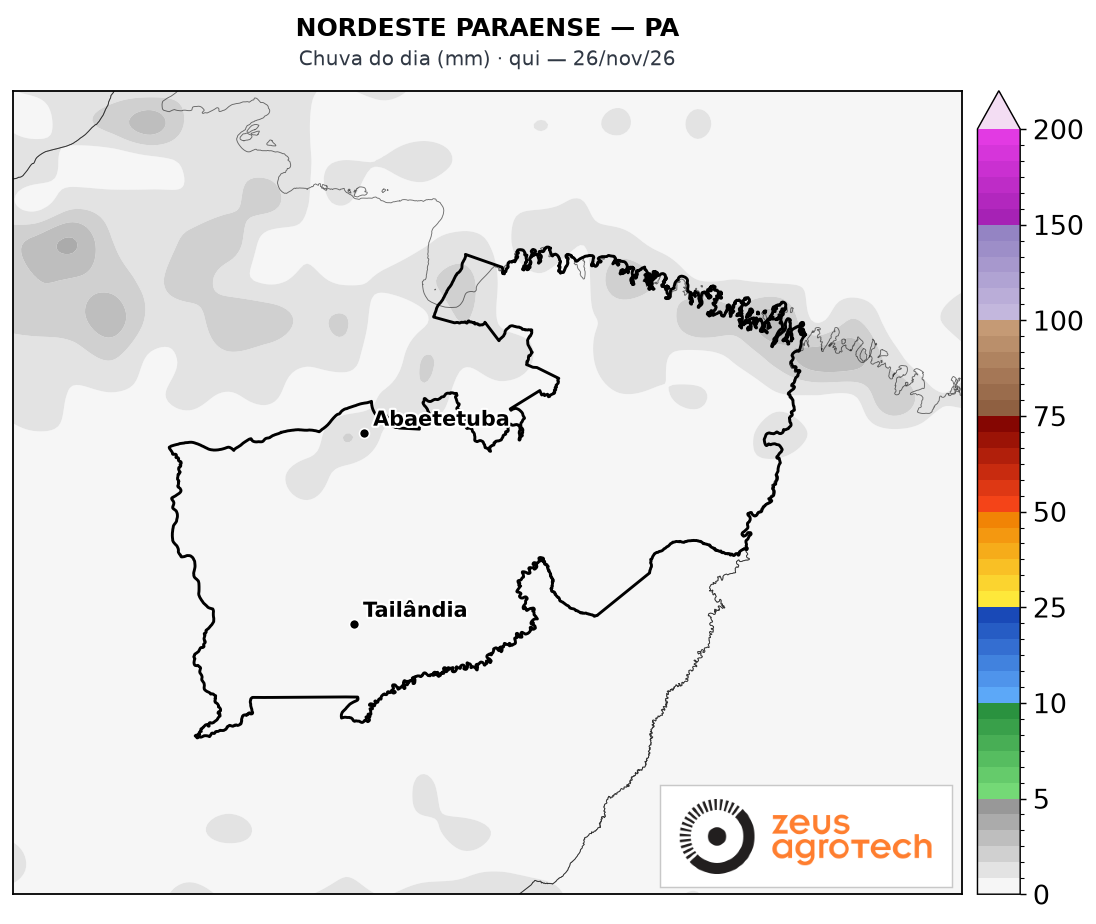 NORDESTE PARAENSE — PA
Chuva do dia (mm) · qui — 26/nov/26
200
150
100
75
50
25
10
5
0
Abaetetuba
Tailândia
zeus
agrotech